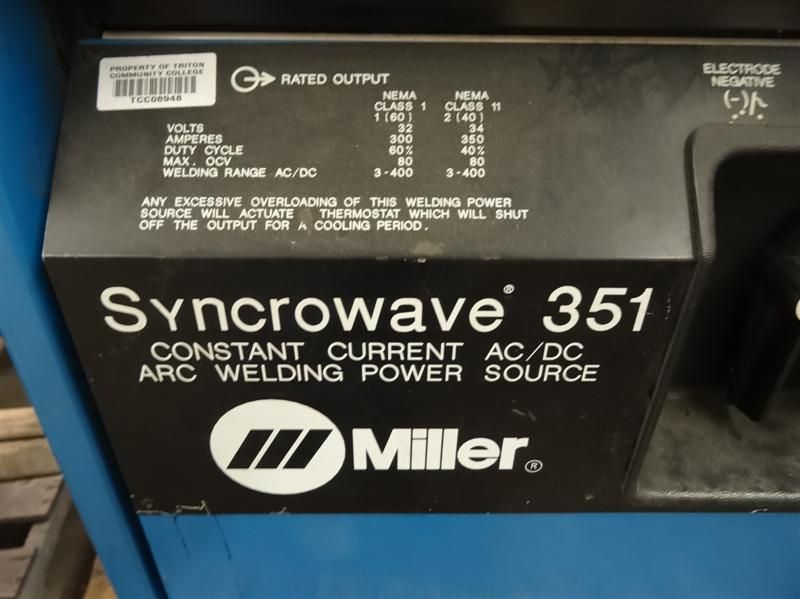 PROPERTY OF TRITON
COMMUNITY COLLEGE
TCC08948
RATED OUTPUT
NEMA NEMA
CLASS 1 CLASS 11
1 (60) 2 (40)
VOLTS 32 34
AMPERES 300 350
DUTY CYCLE 60% 40%
MAX. OCV 80 80
WELDING RANGE AC/DC 3-400 3-400
ANY EXCESSIVE OVERLOADING OF THIS WELDING POWER
SOURCE WILL ACTUATE THERMOSTAT WHICH WILL SHUT
OFF THE OUTPUT FOR A COOLING PERIOD.
ELECTRODE
NEGATIVE
(-)
Syncrowave® 351
CONSTANT CURRENT AC/DC
ARC WELDING POWER SOURCE
Miller®